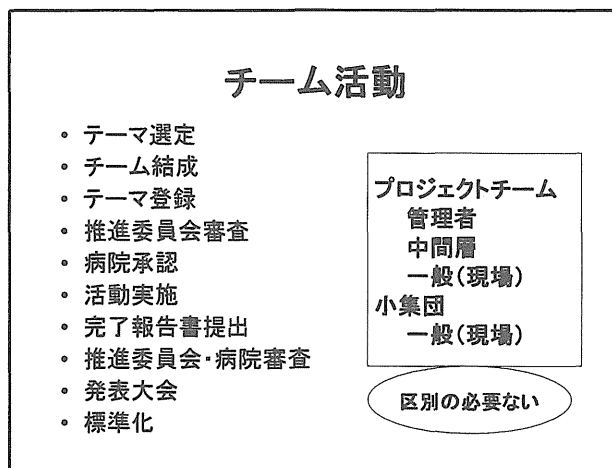 チーム活動
・ テーマ選定
・ チーム結成
・ テーマ登録
・ 推進委員会審査
・ 病院承認
・ 活動実施
・ 完了報告書提出
・ 推進委員会・病院審査
・ 発表大会
・ 標準化
プロジェクトチーム
管理者
中間層
一般(現場)
小集団
一般(現場)
区別の必要ない